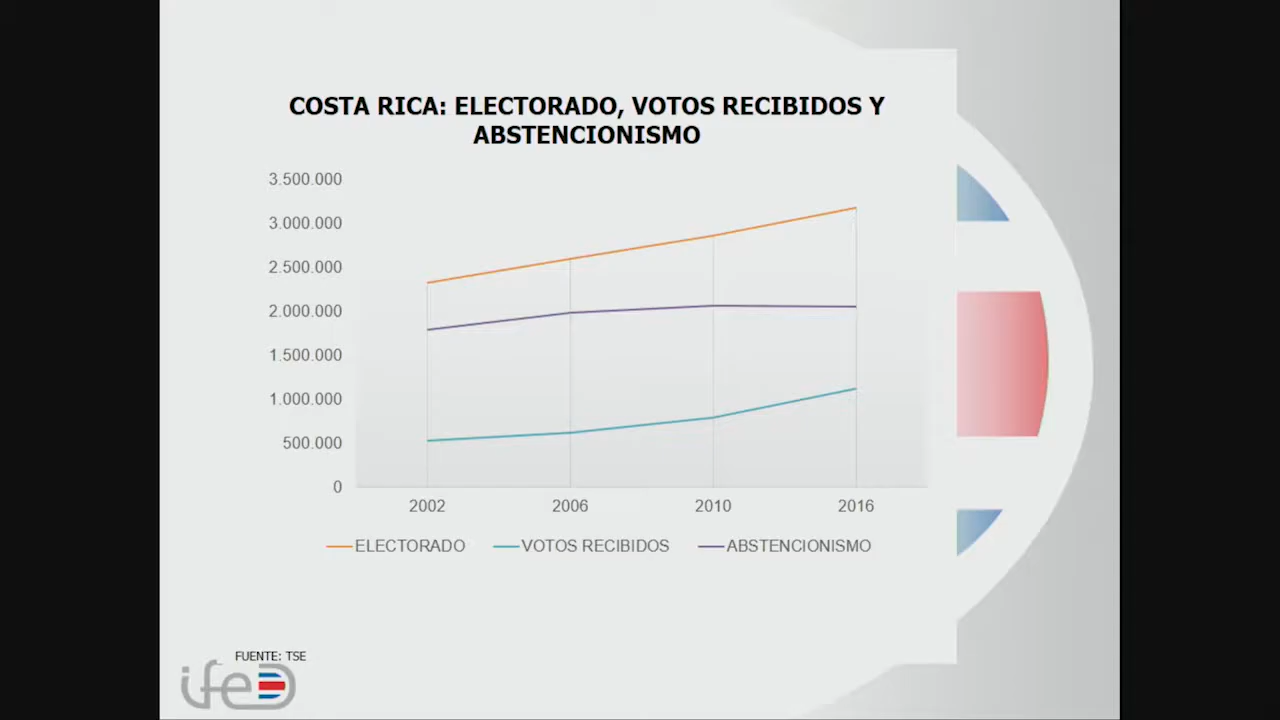 COSTA RICA: ELECTORADO, VOTOS RECIBIDOS Y
ABSTENCIONISMO
3.500.000
3.000.000
2.500.000
2.000.000
1.500.000
1.000.000
500.000
0
2002 2006 2010 2016
ELECTORADO VOTOS RECIBIDOS ABSTENCIONISMO
FUENTE: TSE
ifed